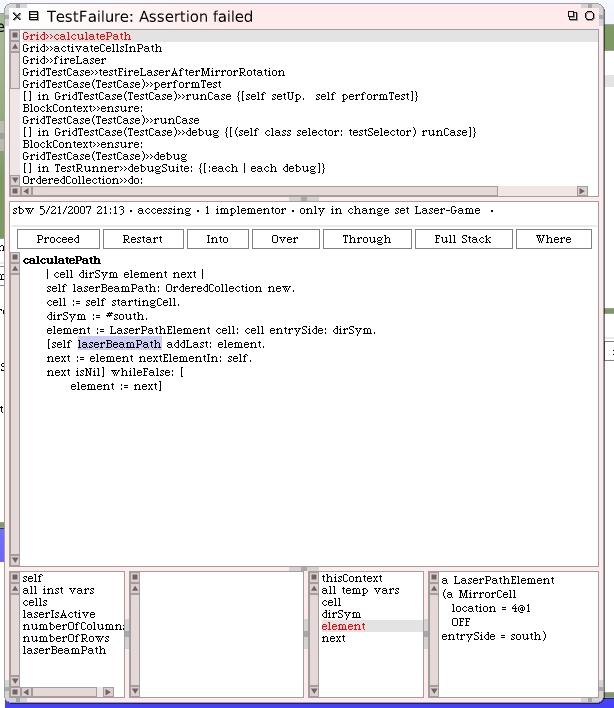 TestFailure: Assertion failed
Grid>>calculatePath
Grid>>activateCellsInPath
Grid>>fireLaser
GridTestCase>>testFireLaserAfterMirrorRotation
GridTestCase(TestCase)>>performTest
[] in GridTestCase(TestCase)>>runCase {[self setUp. self performTest]}
BlockContext>>ensure:
GridTestCase(TestCase)>>runCase
[] in GridTestCase(TestCase)>>debug {[(self class selector: testSelector) runCase]}
BlockContext>>ensure:
GridTestCase(TestCase)>>debug
[] in TestRunner>>debugSuite: {[:each | each debug]}
OrderedCollection>>do:
sbw 5/21/2007 21:13 · accessing · 1 implementor · only in change set Laser-Game ·
Proceed Restart Into Over Through Full Stack Where
calculatePath
| cell dirSym element next |
self laserBeamPath: OrderedCollection new.
cell := self startingCell.
dirSym := #south.
element := LaserPathElement cell: cell entrySide: dirSym.
[self laserBeamPath addLast: element.
next := element nextElementIn: self.
next isNil] whileFalse: [
element := next]
self
all inst vars
cells
laserIsActive
numberOfColumns
numberOfRows
laserBeamPath
thisContext
all temp vars
cell
dirSym
element
next
a LaserPathElement
(a MirrorCell
location = 4@1
OFF
entrySide = south)